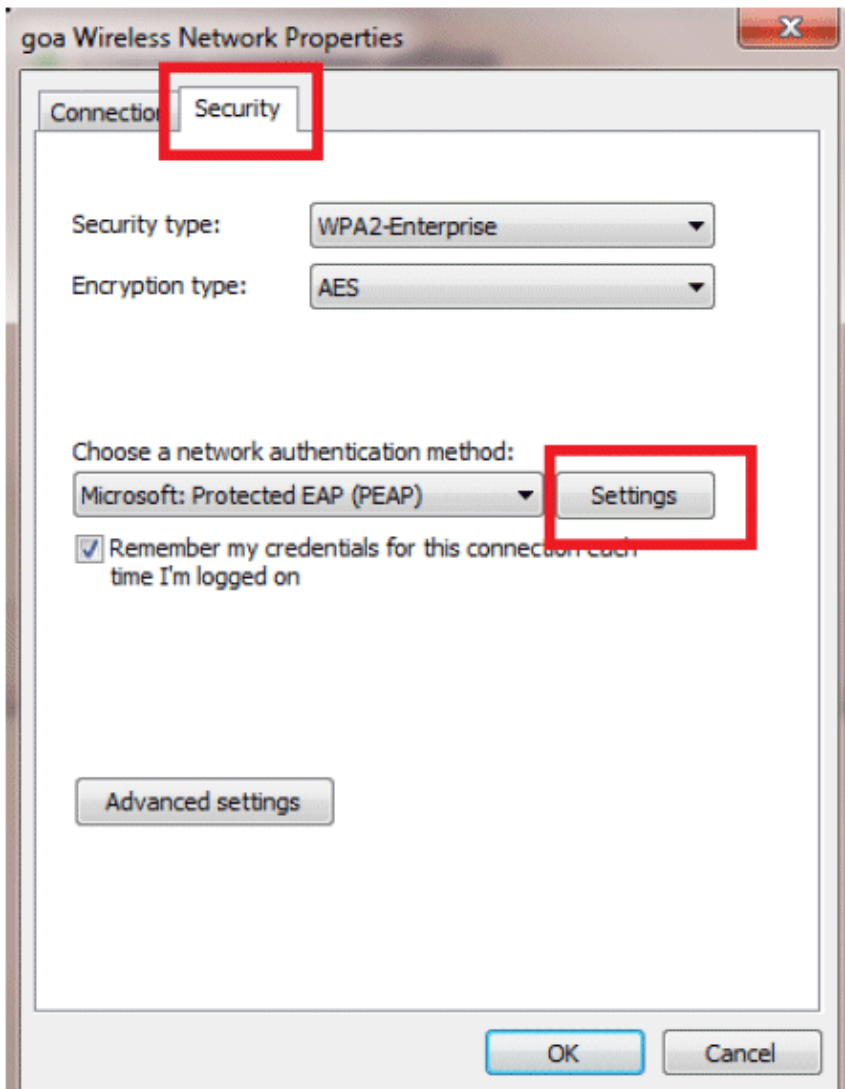 goa Wireless Network Properties
Connection Security
Security type: WPA2-Enterprise
Encryption type: AES
Choose a network authentication method:
Microsoft: Protected EAP (PEAP) Settings
Remember my credentials for this connection each
time I'm logged on
Advanced settings
OK Cancel